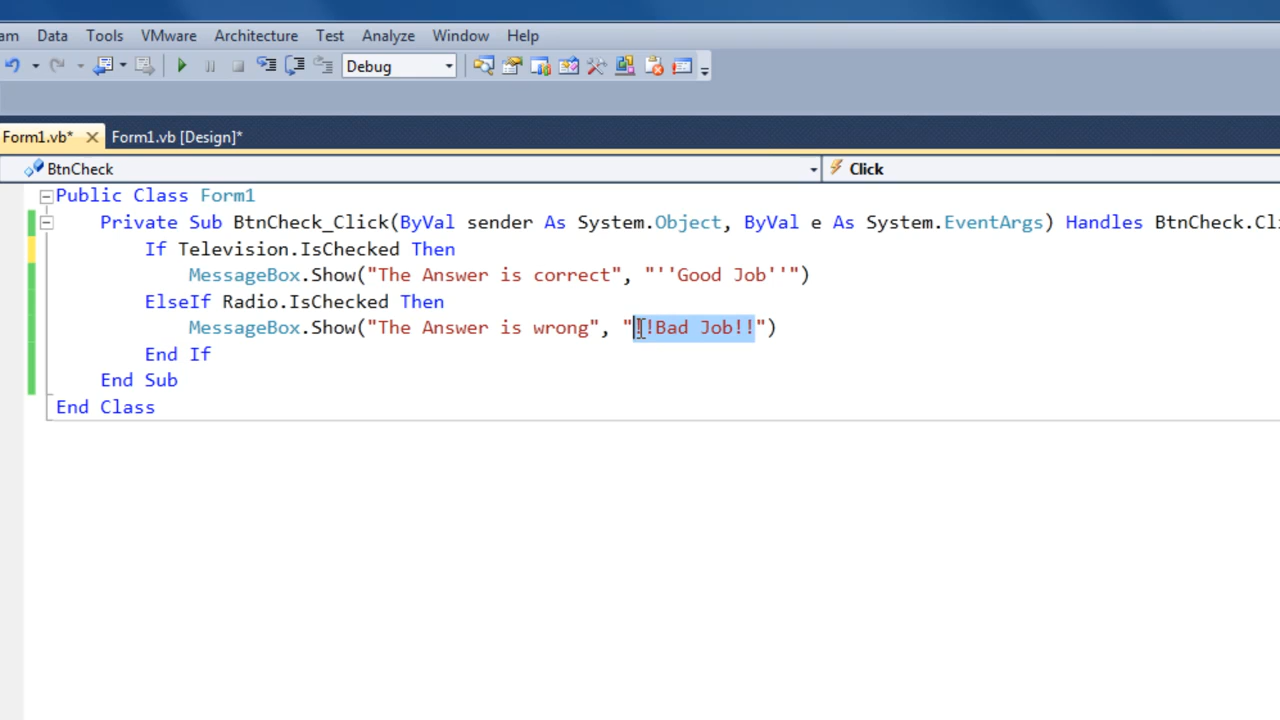 am Data Tools VMware Architecture Test Analyze Window Help
Debug
Form1.vb* Form1.vb [Design]*
BtnCheck Click
Public Class Form1
Private Sub BtnCheck_Click(ByVal sender As System.Object, ByVal e As System.EventArgs) Handles BtnCheck.Cli
If Television.IsChecked Then
MessageBox.Show("The Answer is correct", "''Good Job''")
ElseIf Radio.IsChecked Then
MessageBox.Show("The Answer is wrong", "!!Bad Job!!")
End If
End Sub
End Class